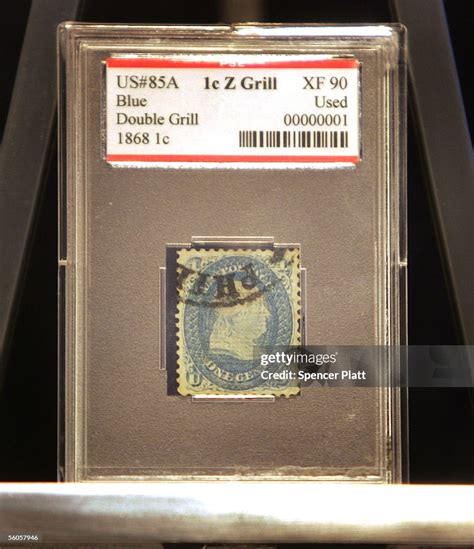 PSE
US#85A 1c Z Grill XF 90
Blue Used
Double Grill 00000001
1868 1c
ONE CENT
gettyimages®
Spencer Platt
56057946